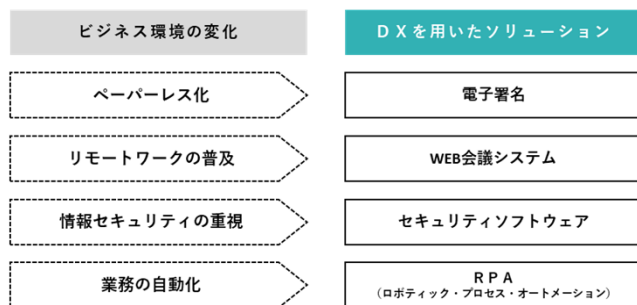 ビジネス環境の変化
ＤＸを用いたソリューション
ペーパーレス化
電子署名
リモートワークの普及
WEB会議システム
情報セキュリティの重視
セキュリティソフトウェア
業務の自動化
ＲＰＡ
（ロボティック・プロセス・オートメーション）